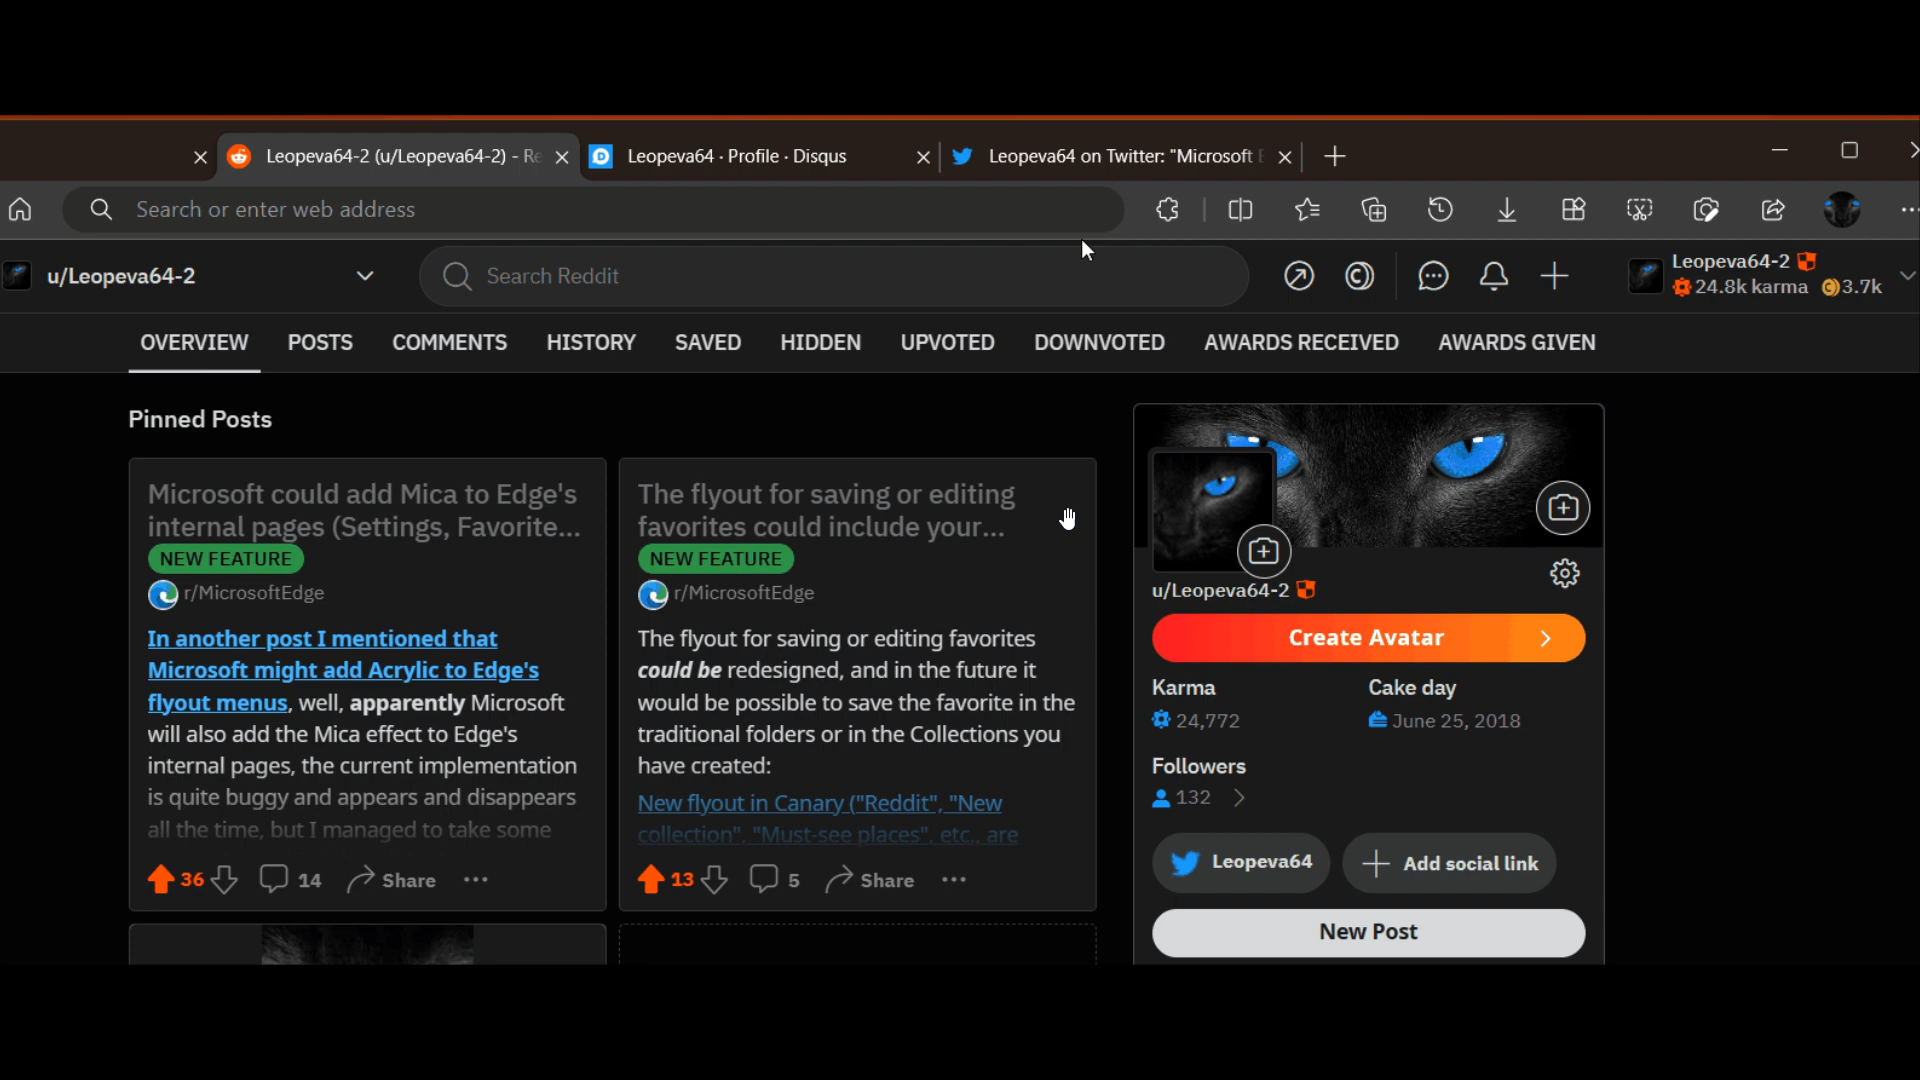 Leopeva64-2 (u/Leopeva64-2) - Re
Leopeva64 · Profile · Disqus
Leopeva64 on Twitter: "Microsoft E
Search or enter web address
u/Leopeva64-2
Search Reddit
Leopeva64-2
24.8k karma 3.7k
OVERVIEW POSTS COMMENTS HISTORY SAVED HIDDEN UPVOTED DOWNVOTED AWARDS RECEIVED AWARDS GIVEN
Pinned Posts
Microsoft could add Mica to Edge's
internal pages (Settings, Favorite...
NEW FEATURE
r/MicrosoftEdge
In another post I mentioned that
Microsoft might add Acrylic to Edge's
flyout menus, well, apparently Microsoft
will also add the Mica effect to Edge's
internal pages, the current implementation
is quite buggy and appears and disappears
all the time, but I managed to take some
36 14 Share
The flyout for saving or editing
favorites could include your...
NEW FEATURE
r/MicrosoftEdge
The flyout for saving or editing favorites
could be redesigned, and in the future it
would be possible to save the favorite in the
traditional folders or in the Collections you
have created:
New flyout in Canary ("Reddit", "New
collection", "Must-see places", etc., are
13 5 Share
u/Leopeva64-2
Create Avatar
Karma Cake day
24,772 June 25, 2018
Followers
132
Leopeva64 Add social link
New Post